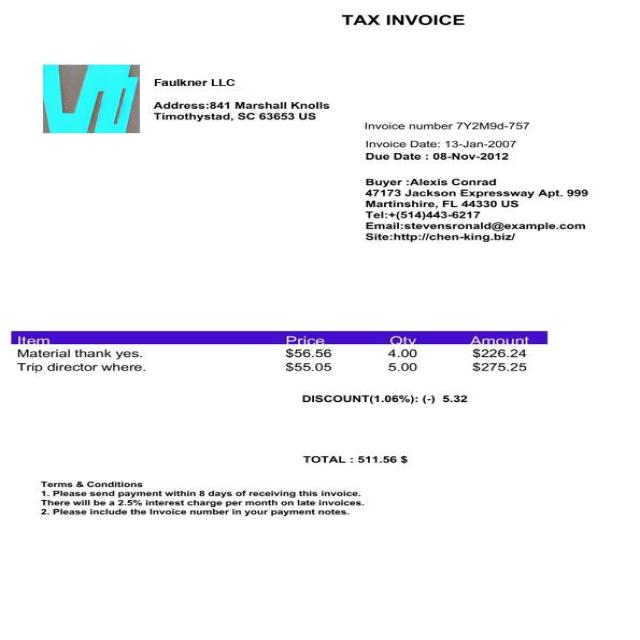 TAX INVOICE
Faulkner LLC
Address:841 Marshall Knolls
Timothystad, SC 63653 US
Invoice number 7Y2M9d-757
Invoice Date: 13-Jan-2007
Due Date : 08-Nov-2012
Buyer :Alexis Conrad
47173 Jackson Expressway Apt. 999
Martinshire, FL 44330 US
Tel:+(514)443-6217
Email:stevensronald@example.com
Site:http://chen-king.biz/
Item Price Qty Amount
Material thank yes. $56.56 4.00 $226.24
Trip director where. $55.05 5.00 $275.25
DISCOUNT(1.06%): (-) 5.32
TOTAL : 511.56 $
Terms & Conditions
1. Please send payment within 8 days of receiving this invoice.
There will be a 2.5% interest charge per month on late invoices.
2. Please include the Invoice number in your payment notes.